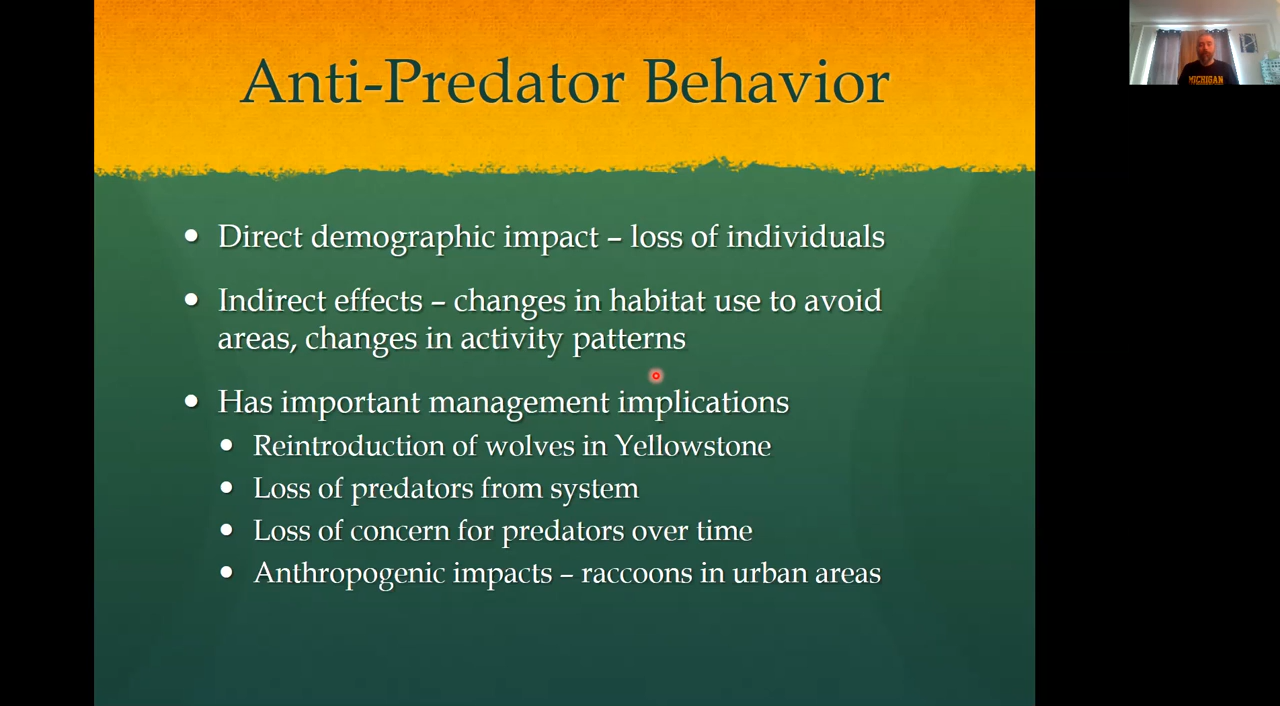 Anti-Predator Behavior
MICHIGAN
• Direct demographic impact – loss of individuals
• Indirect effects – changes in habitat use to avoid
areas, changes in activity patterns
• Has important management implications
• Reintroduction of wolves in Yellowstone
• Loss of predators from system
• Loss of concern for predators over time
• Anthropogenic impacts – raccoons in urban areas